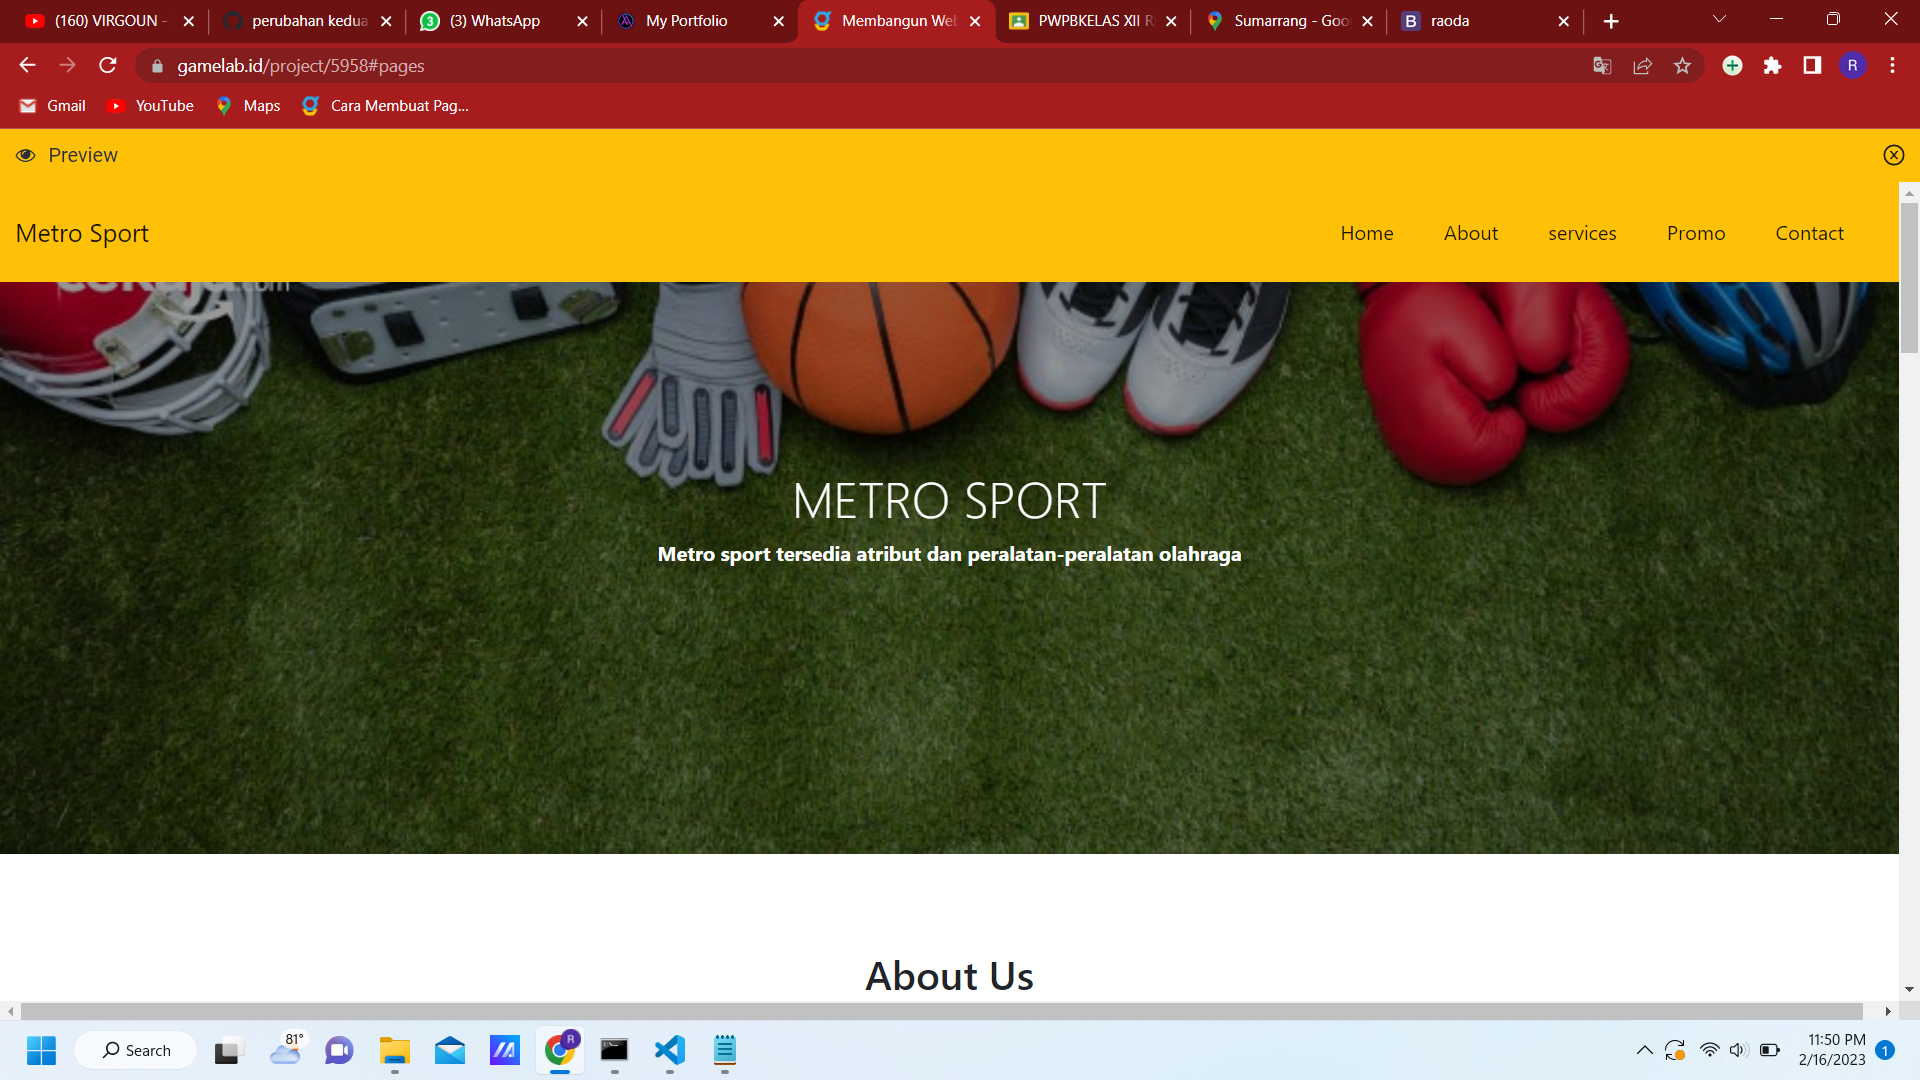 (160) VIRGOUN -
perubahan kedua
(3) WhatsApp
My Portfolio
Membangun Web
PWPBKELAS XII R
Sumarrang - Goo
raoda
gamelab.id/project/5958#pages
R
Gmail
YouTube
Maps
Cara Membuat Pag...
Preview
Metro Sport
Home
About
services
Promo
Contact
METRO SPORT
Metro sport tersedia atribut dan peralatan-peralatan olahraga
About Us
Search
81°
R
11:50 PM
2/16/2023
1